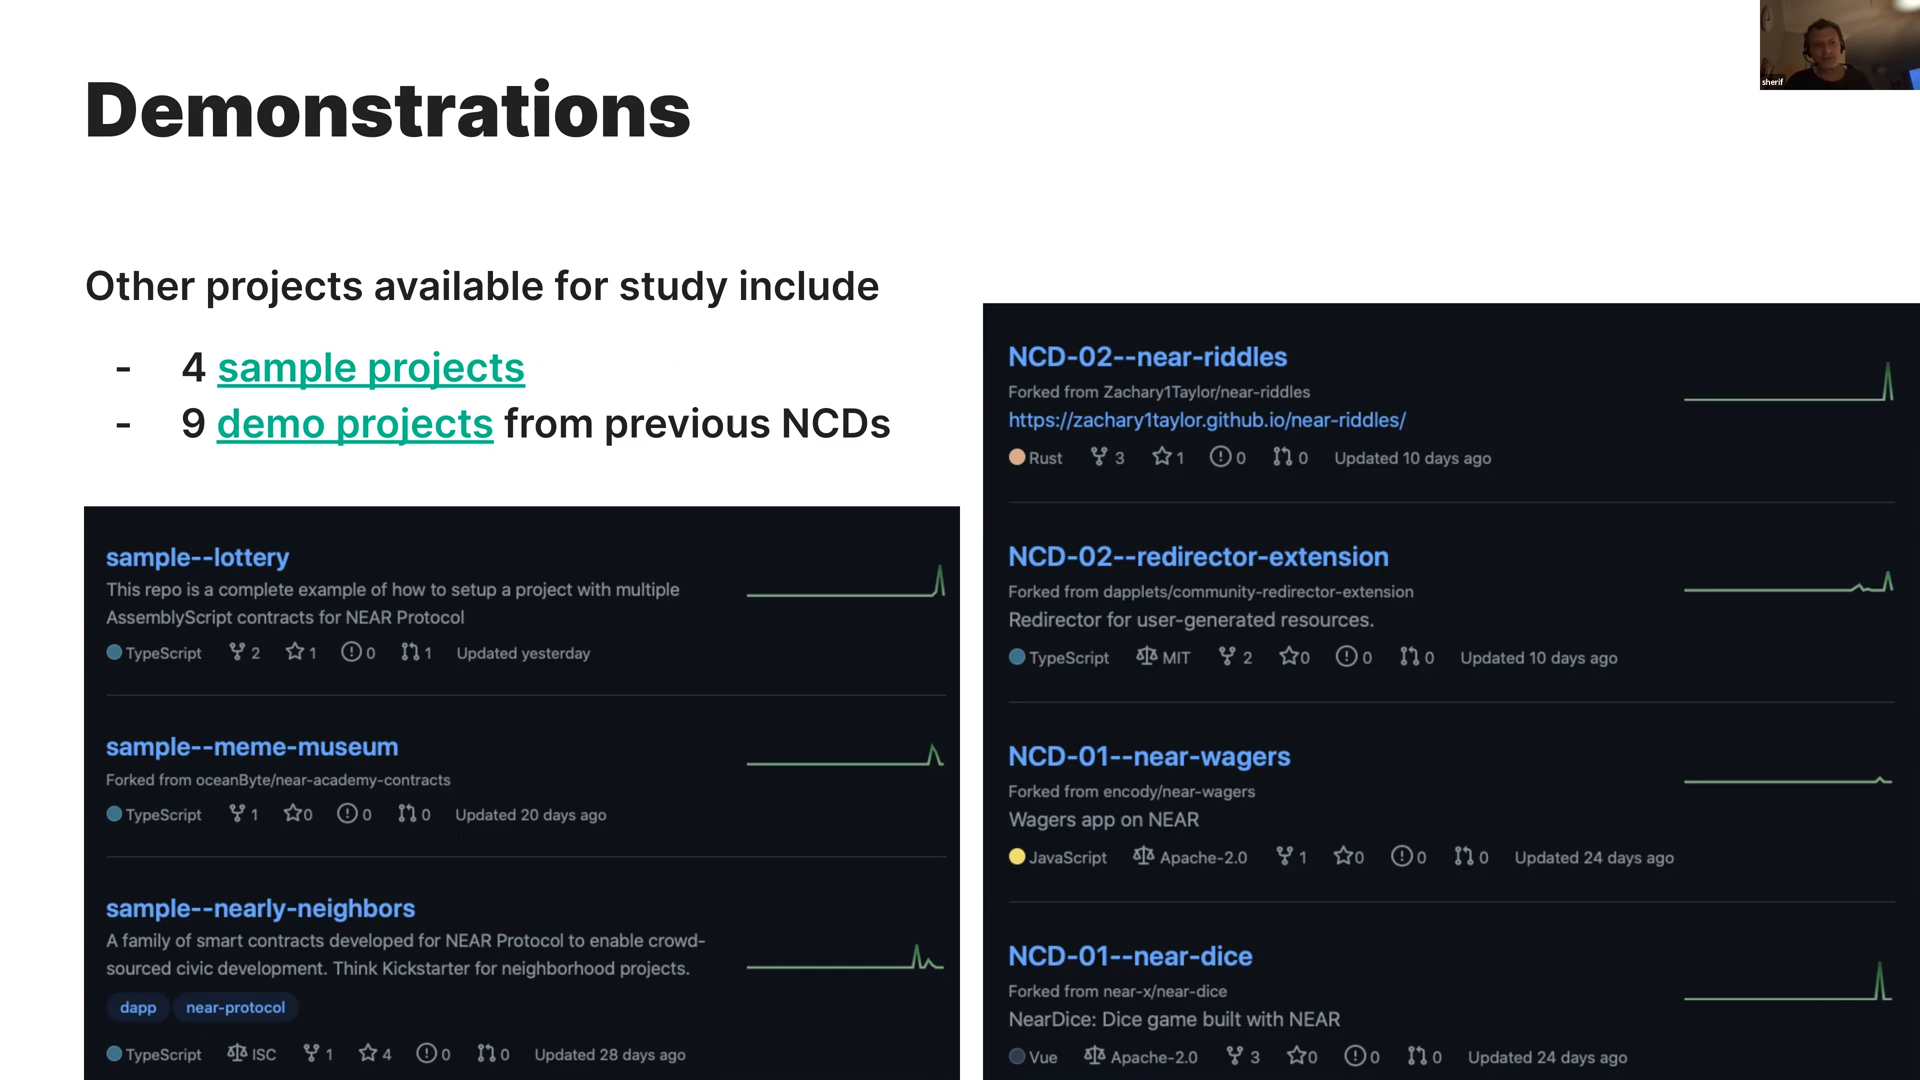 Demonstrations
sherif
Other projects available for study include
- 4 sample projects
- 9 demo projects from previous NCDs
sample--lottery
This repo is a complete example of how to setup a project with multiple
AssemblyScript contracts for NEAR Protocol
TypeScript 2 1 0 1 Updated yesterday
sample--meme-museum
Forked from oceanByte/near-academy-contracts
TypeScript 1 0 0 0 Updated 20 days ago
sample--nearly-neighbors
A family of smart contracts developed for NEAR Protocol to enable crowd-
sourced civic development. Think Kickstarter for neighborhood projects.
dapp near-protocol
TypeScript ISC 1 4 0 0 Updated 28 days ago
NCD-02--near-riddles
Forked from Zachary1Taylor/near-riddles
https://zachary1taylor.github.io/near-riddles/
Rust 3 1 0 0 Updated 10 days ago
NCD-02--redirector-extension
Forked from dapplets/community-redirector-extension
Redirector for user-generated resources.
TypeScript MIT 2 0 0 0 Updated 10 days ago
NCD-01--near-wagers
Forked from encody/near-wagers
Wagers app on NEAR
JavaScript Apache-2.0 1 0 0 0 Updated 24 days ago
NCD-01--near-dice
Forked from near-x/near-dice
NearDice: Dice game built with NEAR
Vue Apache-2.0 3 0 0 0 Updated 24 days ago